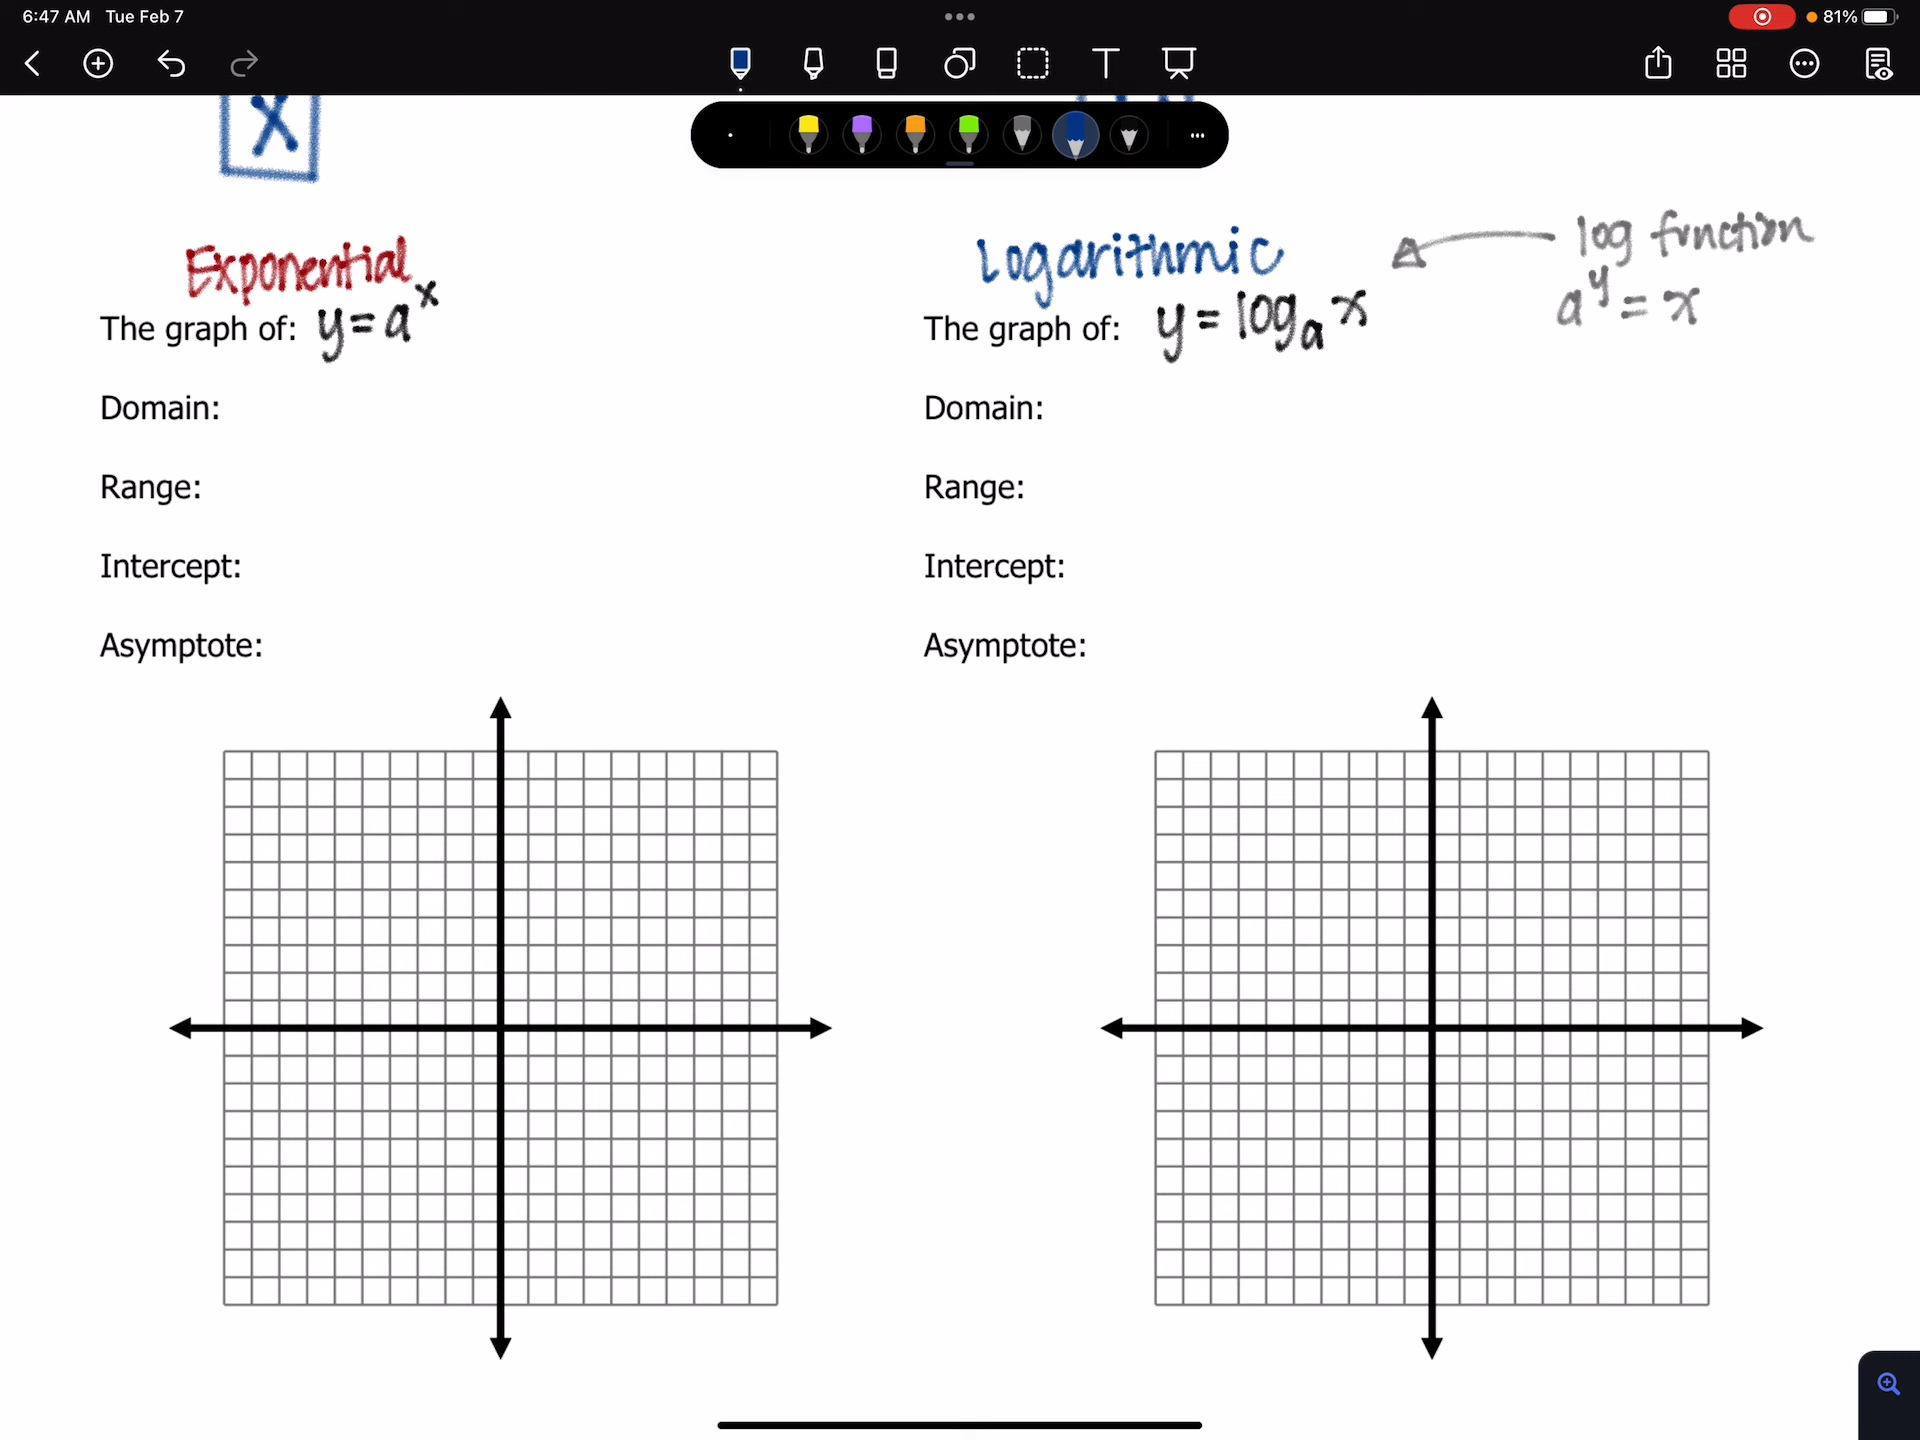 6:47 AM Tue Feb 7
81%
X
Exponential
The graph of: y = a^x
Domain:
Range:
Intercept:
Asymptote:
Logarithmic
log function
The graph of: y = log_a x
a^y = x
Domain:
Range:
Intercept:
Asymptote: